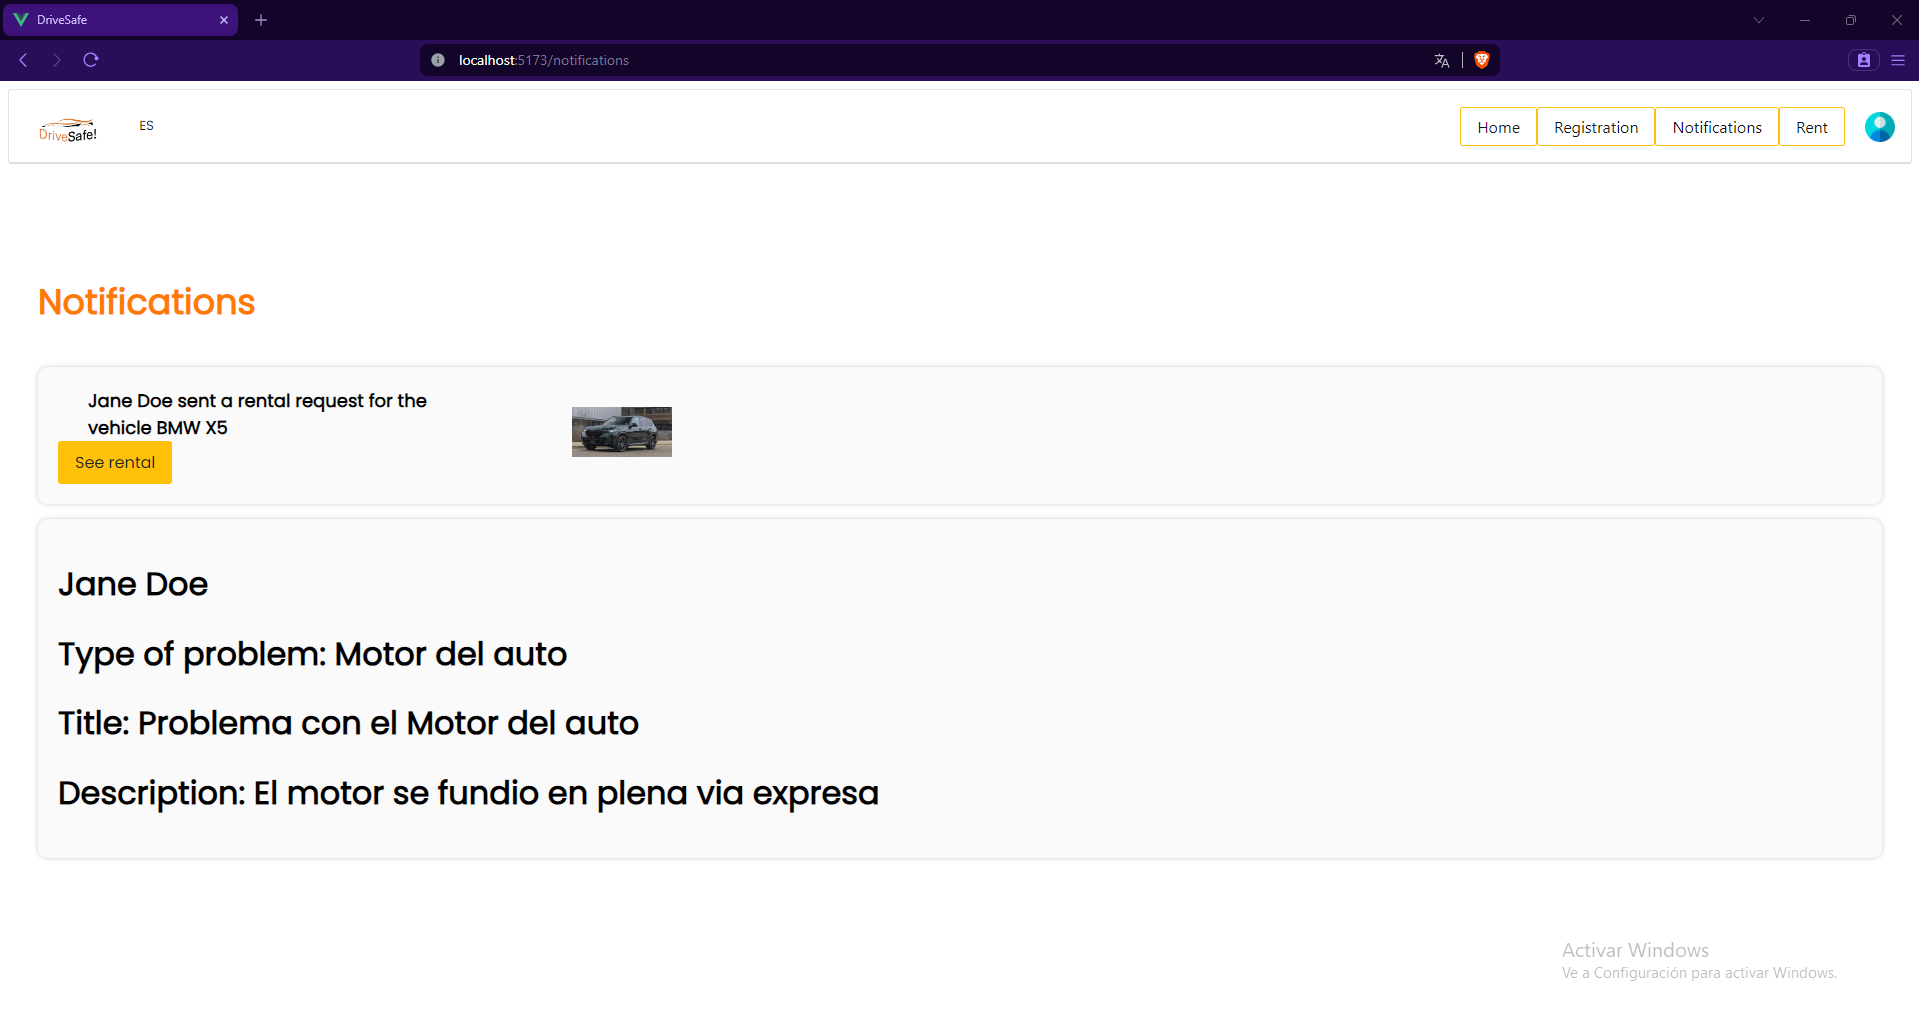 DriveSafe
localhost:5173/notifications
DriveSafe!
ES
Home
Registration
Notifications
Rent
Notifications
Jane Doe sent a rental request for the
vehicle BMW X5
See rental
Jane Doe
Type of problem: Motor del auto
Title: Problema con el Motor del auto
Description: El motor se fundio en plena via expresa
Activar Windows
Ve a Configuración para activar Windows.